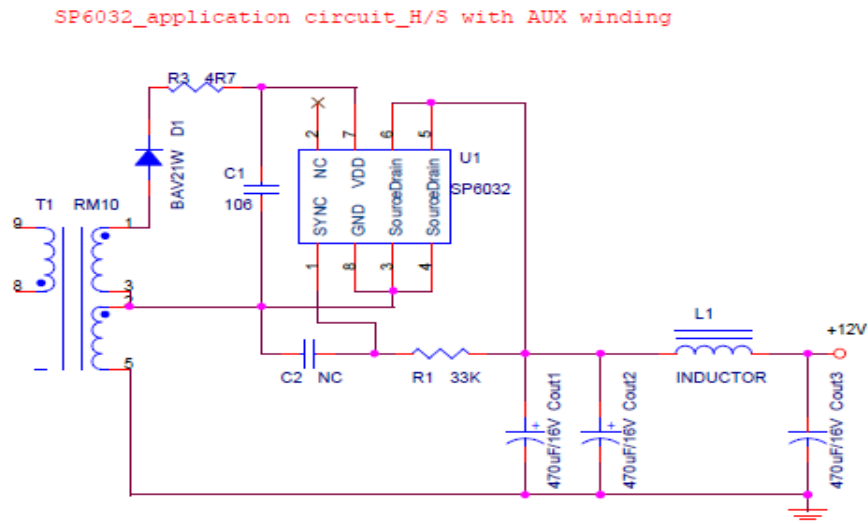 SP6032_application circuit_H/S with AUX winding
R3 4R7
D1
BAV21W
C1
106
2 7 6 5
NC VDD SourceDrain SourceDrain
SYNC GND SourceDrain SourceDrain
1 8 3 4
U1
SP6032
T1 RM10
9 1
8 3
2
5
C2 NC
R1 33K
L1
INDUCTOR
+12V
+ Cout1
470uF/16V
+ Cout2
470uF/16V
Cout3
470uF/16V